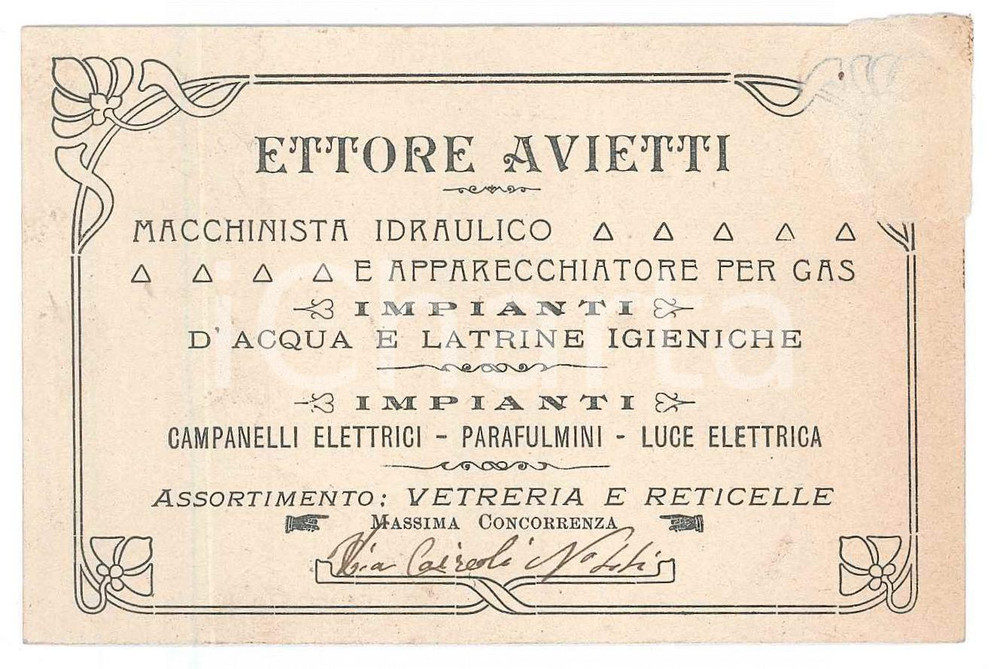 ETTORE AVIETTI
MACCHINISTA IDRAULICO △ △ △ △ △
△ △ △ △ E APPARECCHIATORE PER GAS
IMPIANTI
D'ACQUA E LATRINE IGIENICHE
IMPIANTI
CAMPANELLI ELETTRICI - PARAFULMINI - LUCE ELETTRICA
ASSORTIMENTO: VETRERIA E RETICELLE
MASSIMA CONCORRENZA
Via
iCharta